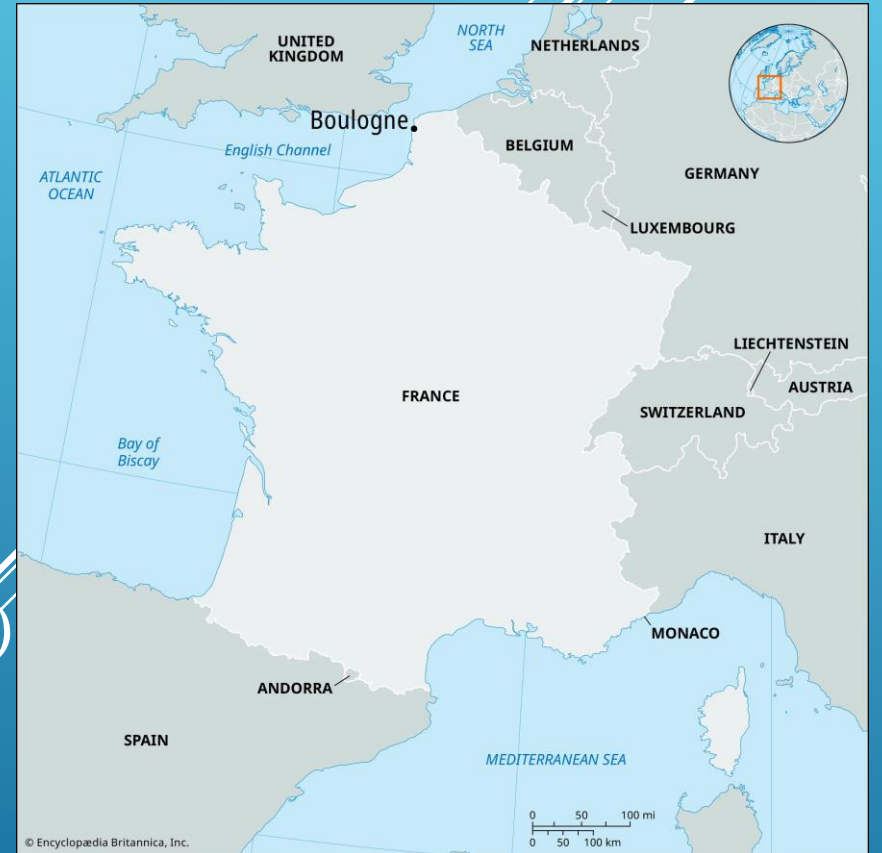 UNITED
KINGDOM
NORTH
SEA
NETHERLANDS
Boulogne
English Channel
BELGIUM
ATLANTIC
OCEAN
GERMANY
LUXEMBOURG
LIECHTENSTEIN
AUSTRIA
FRANCE
SWITZERLAND
Bay of
Biscay
ITALY
MONACO
ANDORRA
SPAIN
MEDITERRANEAN SEA
0 50 100 mi
0 50 100 km
© Encyclopædia Britannica, Inc.